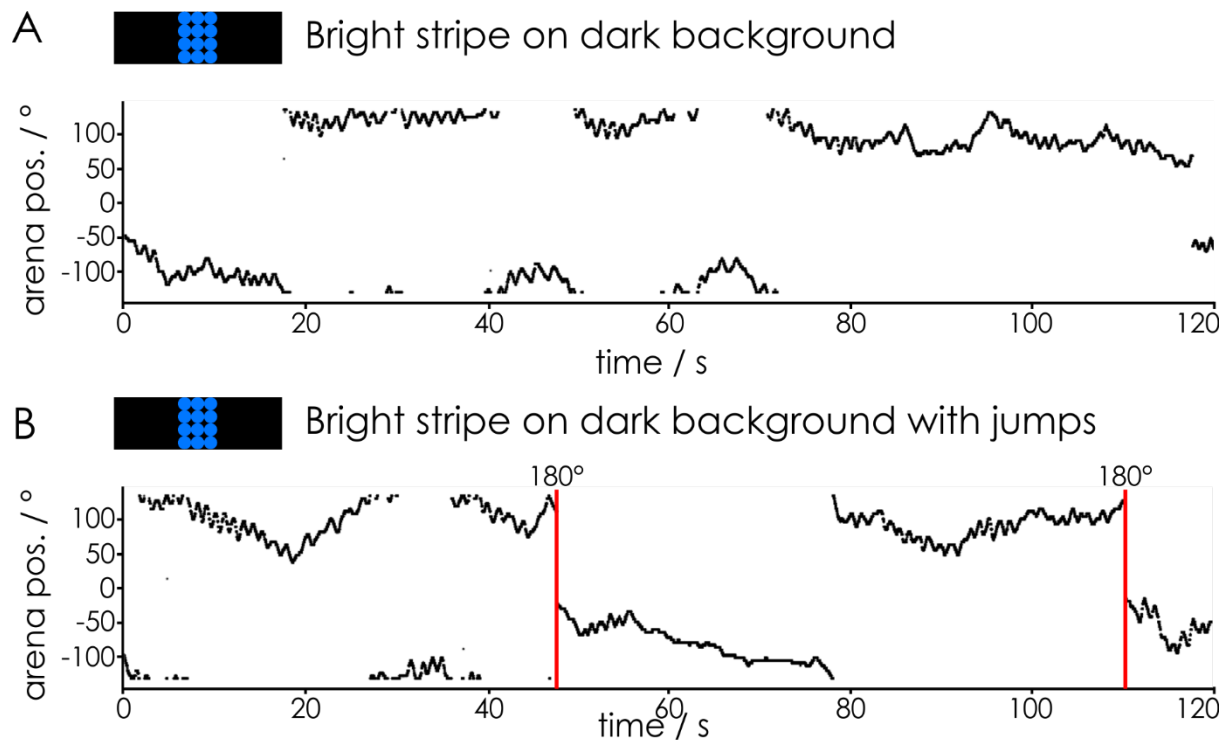 A Bright stripe on dark background
arena pos. / °
100
50
0
-50
-100
0 20 40 60 80 100 120
time / s
B Bright stripe on dark background with jumps
180° 180°
arena pos. / °
100
50
0
-50
-100
0 20 40 60 80 100 120
time / s